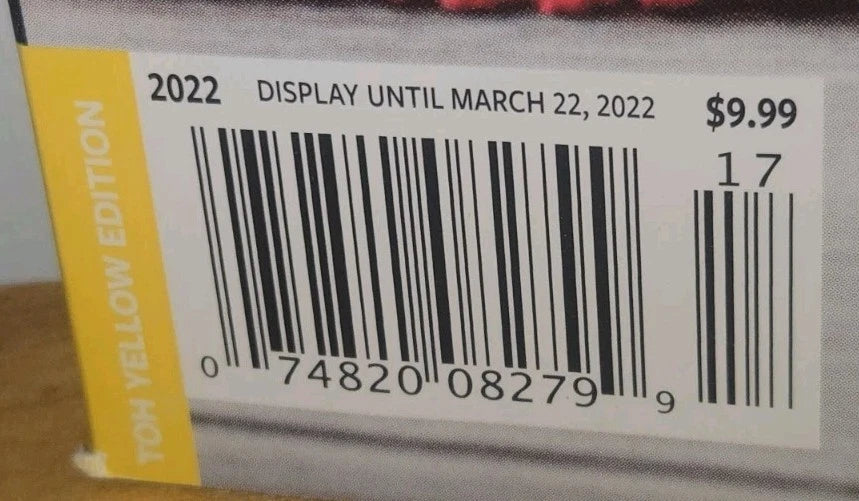 2022 DISPLAY UNTIL MARCH 22, 2022 $9.99
17
0 74820 08279 9
TOH YELLOW EDITION